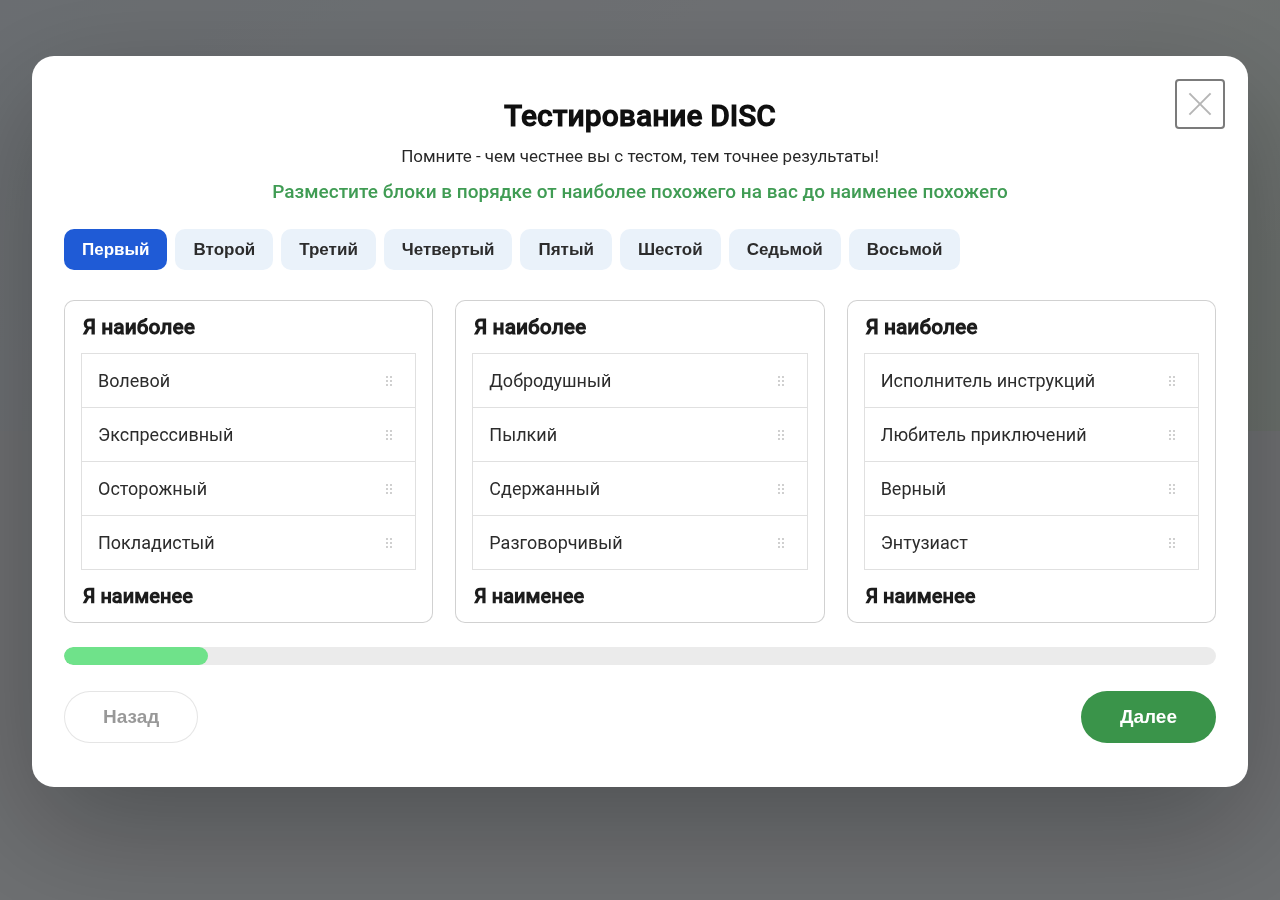 Тестирование DISC
Помните - чем честнее вы с тестом, тем точнее результаты!
Разместите блоки в порядке от наиболее похожего на вас до наименее похожего
Первый Второй Третий Четвертый Пятый Шестой Седьмой Восьмой
Я наиболее
Волевой
Экспрессивный
Осторожный
Покладистый
Я наименее
Я наиболее
Добродушный
Пылкий
Сдержанный
Разговорчивый
Я наименее
Я наиболее
Исполнитель инструкций
Любитель приключений
Верный
Энтузиаст
Я наименее
Назад
Далее